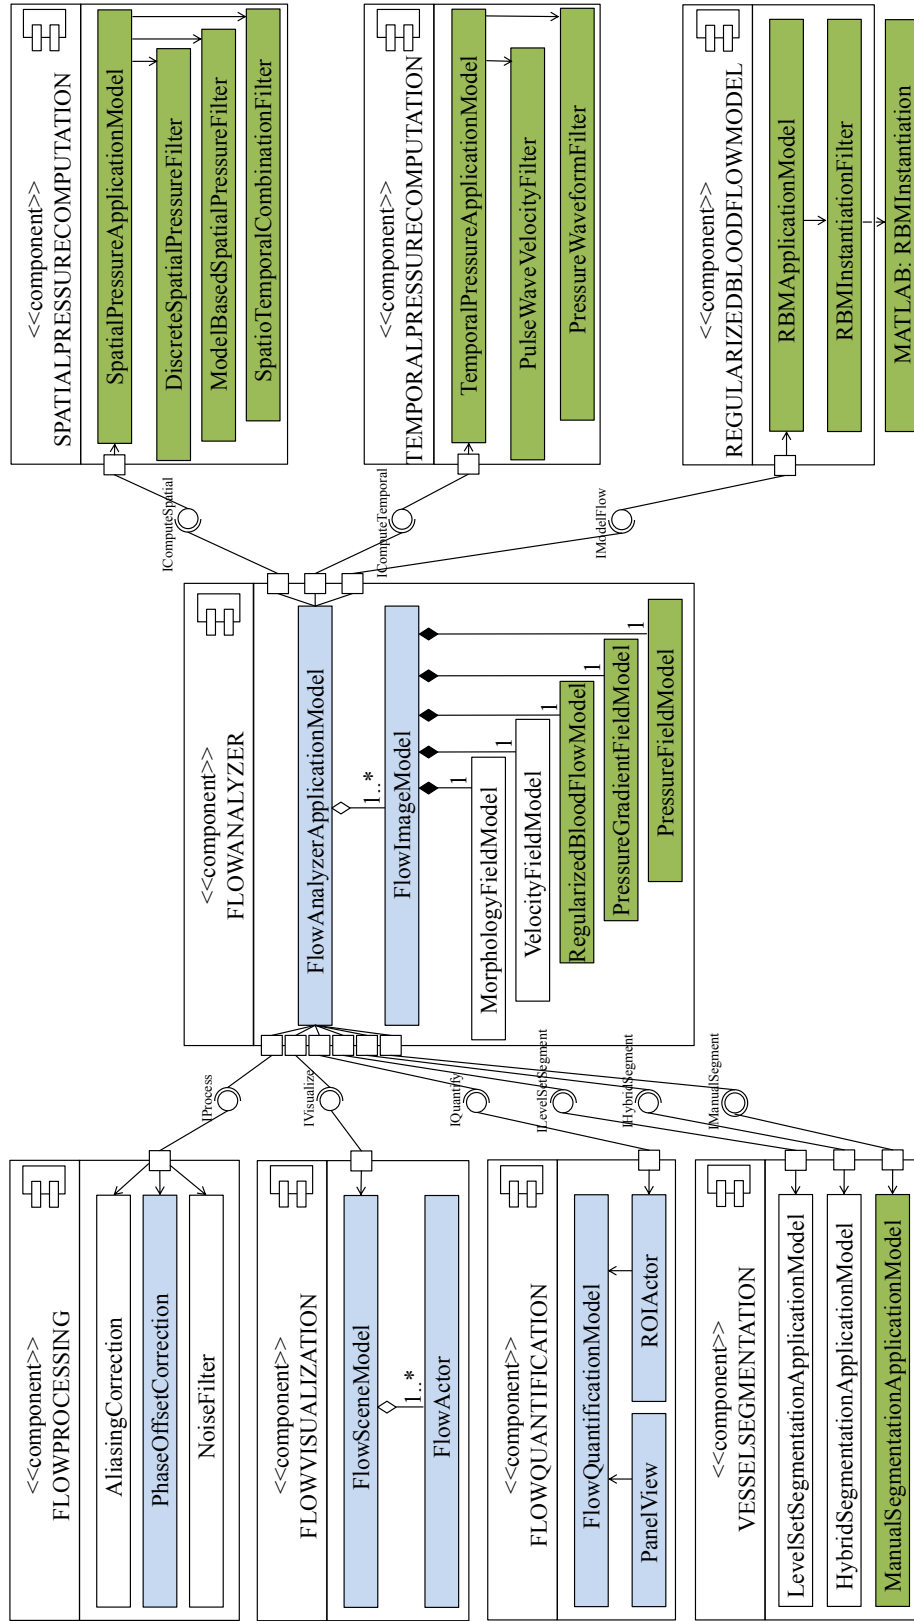 <<component>>
FLOWPROCESSING
AliasingCorrection
PhaseOffsetCorrection
NoiseFilter
<<component>>
FLOWVISUALIZATION
FlowSceneModel
1..*
FlowActor
<<component>>
FLOWQUANTIFICATION
FlowQuantificationModel
PanelView
ROIActor
<<component>>
VESSELSEGMENTATION
LevelSetSegmentationApplicationModel
HybridSegmentationApplicationModel
ManualSegmentationApplicationModel
IProcess
IVisualize
IQuantify
ILevelSetSegment
IHybridSegment
IManualSegment
<<component>>
FLOWANALYZER
FlowAnalyzerApplicationModel
1..*
FlowImageModel
1
MorphologyFieldModel
1
VelocityFieldModel
1
RegularizedBloodFlowModel
1
PressureGradientFieldModel
1
PressureFieldModel
IComputeSpatial
IComputeTemporal
IModelFlow
<<component>>
SPATIALPRESSURECOMPUTATION
SpatialPressureApplicationModel
DiscreteSpatialPressureFilter
ModelBasedSpatialPressureFilter
SpatioTemporalCombinationFilter
<<component>>
TEMPORALPRESSURECOMPUTATION
TemporalPressureApplicationModel
PulseWaveVelocityFilter
PressureWaveformFilter
<<component>>
REGULARIZEDBLOODFLOWMODEL
RBMApplicationModel
RBMInstantiationFilter
MATLAB: RBMInstantiation